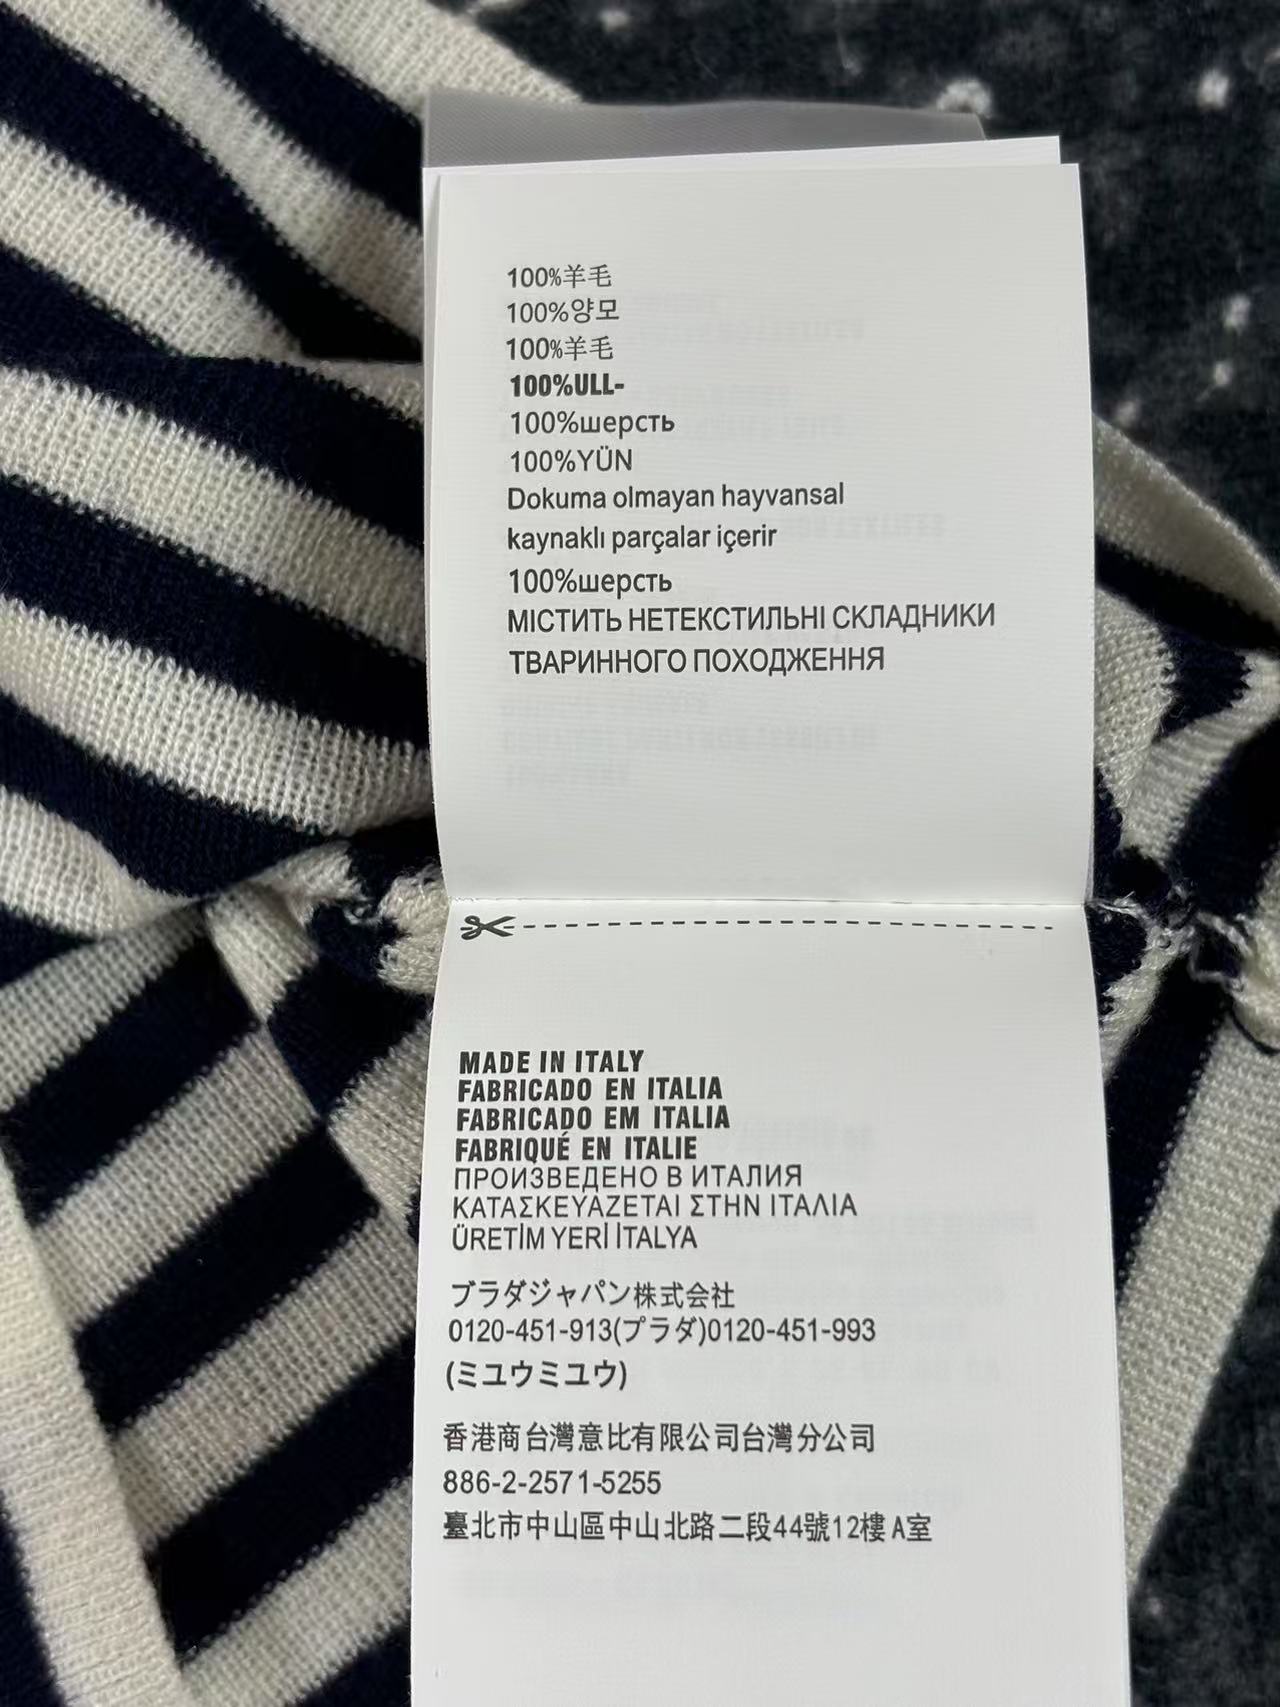 100%羊毛
100%양모
100%羊毛
100%ULL-
100%шерсть
100%YÜN
Dokuma olmayan hayvansal
kaynaklı parçalar içerir
100%шерсть
МІСТИТЬ НЕТЕКСТИЛЬНІ СКЛАДНИКИ
ТВАРИННОГО ПОХОДЖЕННЯ
MADE IN ITALY
FABRICADO EN ITALIA
FABRICADO EM ITALIA
FABRIQUÉ EN ITALIE
ПРОИЗВЕДЕНО В ИТАЛИЯ
ΚΑΤΑΣΚΕΥΑΖΕΤΑΙ ΣΤΗΝ ΙΤΑΛΙΑ
ÜRETİM YERİ İTALYA
プラダジャパン株式会社
0120-451-913(プラダ)0120-451-993
(ミユウミユウ)
香港商台灣意比有限公司台灣分公司
886-2-2571-5255
臺北市中山區中山北路二段44號12樓A室